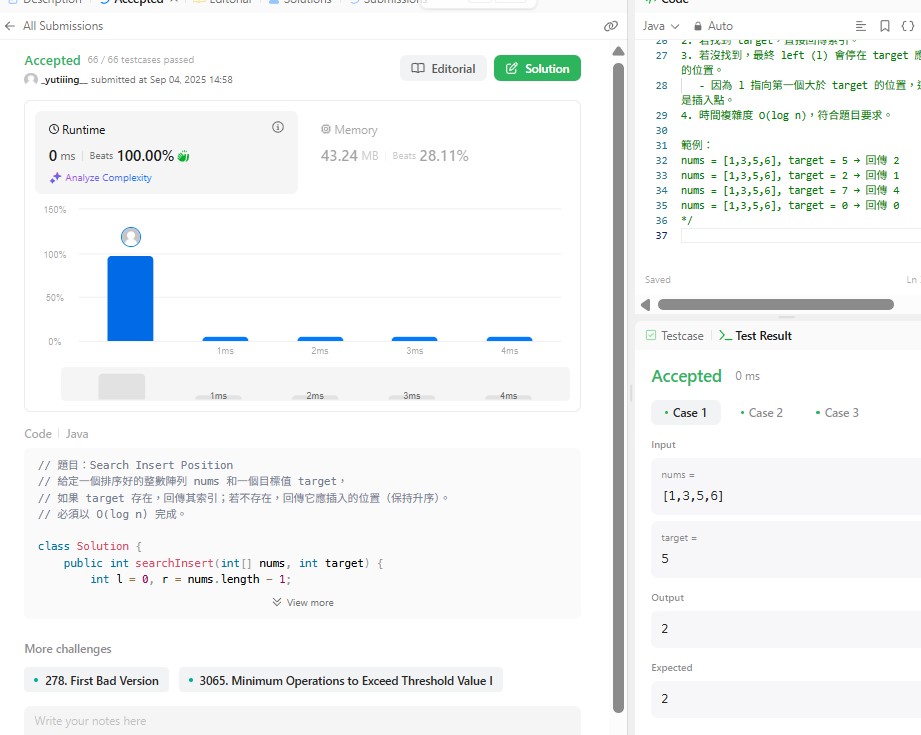 Description
Accepted
Editorial
Solutions
Submission
All Submissions
Accepted 66 / 66 testcases passed
_yutiiing__ submitted at Sep 04, 2025 14:58
Editorial
Solution
Runtime
0 ms Beats 100.00%
Analyze Complexity
Memory
43.24 MB Beats 28.11%
150%
100%
50%
0%
1ms 2ms 3ms 4ms
1ms 2ms 3ms 4ms
Code Java
// 題目：Search Insert Position
// 給定一個排序好的整數陣列 nums 和一個目標值 target，
// 如果 target 存在，回傳其索引；若不存在，回傳它應插入的位置（保持升序）。
// 必須以 O(log n) 完成。
class Solution {
public int searchInsert(int[] nums, int target) {
int l = 0, r = nums.length - 1;
View more
More challenges
278. First Bad Version
3065. Minimum Operations to Exceed Threshold Value I
Write your notes here
Code
Java Auto
26 2. 若找到 target，直接回傳索引。
27 3. 若沒找到，最終 left (l) 會停在 target 應
的位置。
28 - 因為 l 指向第一個大於 target 的位置，
是插入點。
29 4. 時間複雜度 O(log n)，符合題目要求。
30
31 範例：
32 nums = [1,3,5,6], target = 5 → 回傳 2
33 nums = [1,3,5,6], target = 2 → 回傳 1
34 nums = [1,3,5,6], target = 7 → 回傳 4
35 nums = [1,3,5,6], target = 0 → 回傳 0
36 */
37
Saved
Ln
Testcase
Test Result
Accepted 0 ms
Case 1
Case 2
Case 3
Input
nums =
[1,3,5,6]
target =
5
Output
2
Expected
2